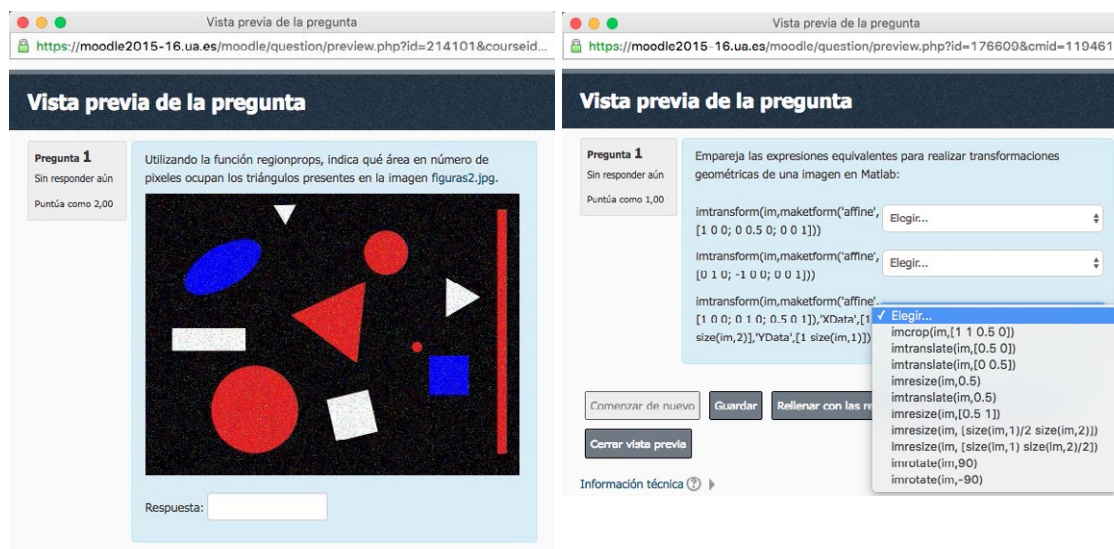 Vista previa de la pregunta
https://moodle2015-16.ua.es/moodle/question/preview.php?id=214101&courseid...
Vista previa de la pregunta
Pregunta 1
Sin responder aún
Puntúa como 2,00
Utilizando la función regionprops, indica qué área en número de
pixeles ocupan los triángulos presentes en la imagen figuras2.jpg.
Respuesta:
Vista previa de la pregunta
https://moodle2015-16.ua.es/moodle/question/preview.php?id=176609&cmid=119461
Vista previa de la pregunta
Pregunta 1
Sin responder aún
Puntúa como 1,00
Empareja las expresiones equivalentes para realizar transformaciones
geométricas de una imagen en Matlab:
imtransform(im,maketform('affine',
[1 0 0; 0 0.5 0; 0 0 1]))
Elegir...
imtransform(im,maketform('affine',
[0 1 0; -1 0 0; 0 0 1]))
Elegir...
imtransform(im,maketform('affine',
[1 0 0; 0 1 0; 0.5 0 1]),'XData',[1
size(im,2)],'YData',[1 size(im,1)])
✓ Elegir...
imcrop(im,[1 1 0.5 0])
imtranslate(im,[0.5 0])
imtranslate(im,[0 0.5])
imresize(im,0.5)
imtranslate(im,0.5)
imresize(im,[0.5 1])
imresize(im, [size(im,1)/2 size(im,2)])
imresize(im, [size(im,1) size(im,2)/2])
imrotate(im,90)
imrotate(im,-90)
Comenzar de nuevo
Guardar
Rellenar con las re
Cerrar vista previa
Información técnica